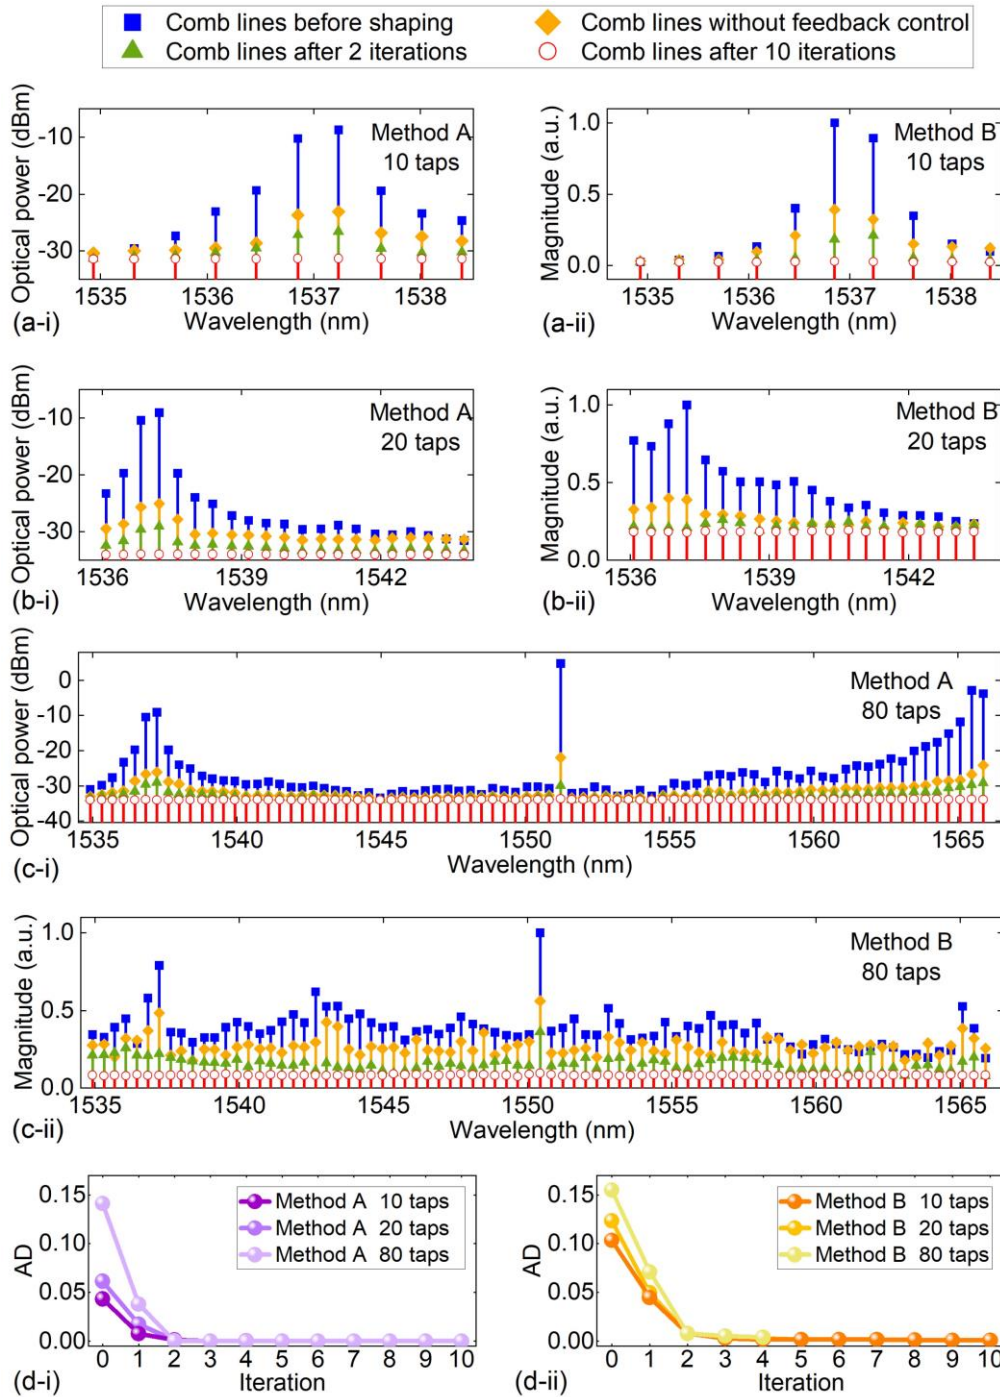 Comb lines before shaping
Comb lines without feedback control
Comb lines after 2 iterations
Comb lines after 10 iterations
Optical power (dBm)
-10
-20
-30
Method A
10 taps
1535
1536
1537
1538
Wavelength (nm)
(a-i)
Magnitude (a.u.)
1.0
0.5
0.0
Method B
10 taps
1535
1536
1537
1538
Wavelength (nm)
(a-ii)
Optical power (dBm)
-10
-20
-30
Method A
20 taps
1536
1539
1542
Wavelength (nm)
(b-i)
Magnitude (a.u.)
1.0
0.5
0.0
Method B
20 taps
1536
1539
1542
Wavelength (nm)
(b-ii)
Optical power (dBm)
0
-10
-20
-30
-40
Method A
80 taps
1535
1540
1545
1550
1555
1560
1565
Wavelength (nm)
(c-i)
Magnitude (a.u.)
1.0
0.5
0.0
Method B
80 taps
1535
1540
1545
1550
1555
1560
1565
Wavelength (nm)
(c-ii)
AD
0.15
0.10
0.05
0.00
Method A 10 taps
Method A 20 taps
Method A 80 taps
0 1 2 3 4 5 6 7 8 9 10
Iteration
(d-i)
AD
0.15
0.10
0.05
0.00
Method B 10 taps
Method B 20 taps
Method B 80 taps
0 1 2 3 4 5 6 7 8 9 10
Iteration
(d-ii)